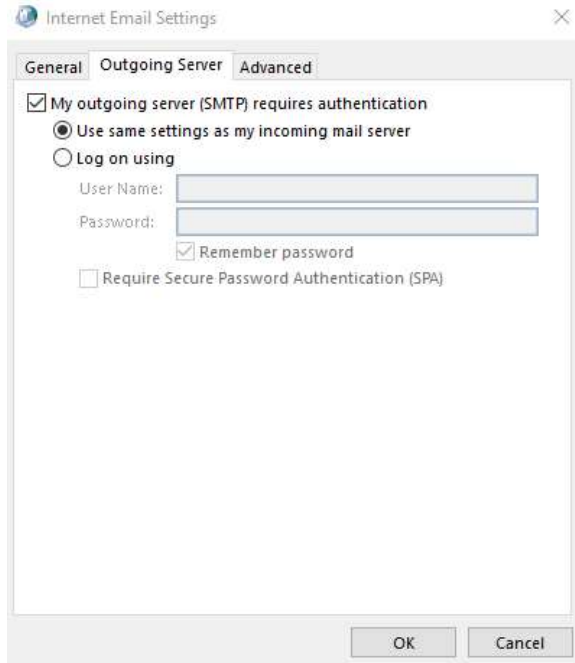 Internet Email Settings
General Outgoing Server Advanced
My outgoing server (SMTP) requires authentication
Use same settings as my incoming mail server
Log on using
User Name:
Password:
Remember password
Require Secure Password Authentication (SPA)
OK Cancel